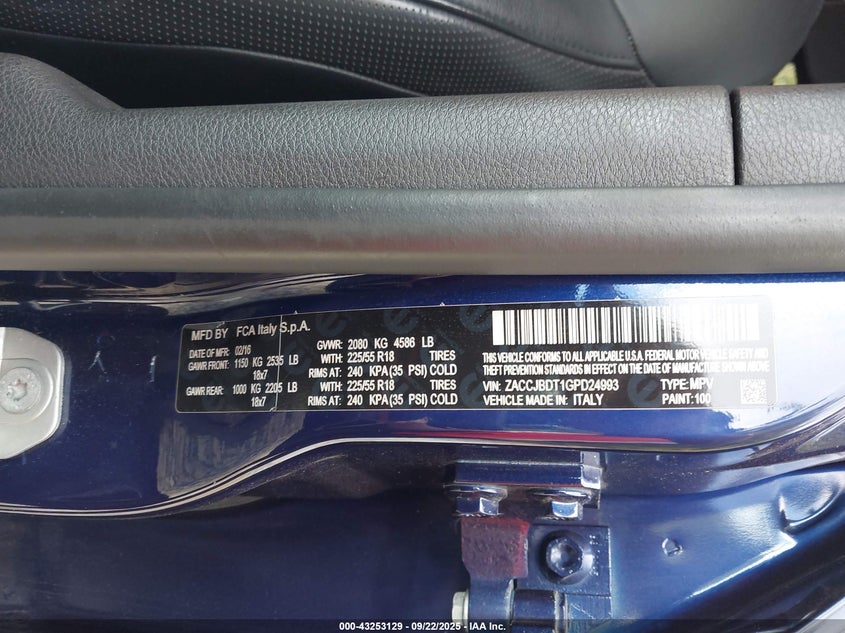 MFD BY FCA Italy S.p.A.
DATE OF MFR: 02/16 GVWR: 2080 KG 4586 LB
GAWR FRONT: 1150 KG 2535 LB WITH: 225/55 R18 TIRES
18x7 RIMS AT: 240 KPA (35 PSI) COLD
GAWR REAR: 1000 KG 2205 LB WITH: 225/55 R18 TIRES
18x7 RIMS AT: 240 KPA (35 PSI) COLD
THIS VEHICLE CONFORMS TO ALL APPLICABLE U.S.A.
FEDERAL MOTOR VEHICLE SAFETY, BUMPER AND
THEFT PREVENTION STANDARDS IN EFFECT ON THE
DATE OF MANUFACTURE SHOWN ABOVE
VIN: ZACCJBDT1GPD24993 TYPE: MPV
VEHICLE MADE IN: ITALY PAINT: 100
000-43253129 - 09/22/2025 - IAA Inc.